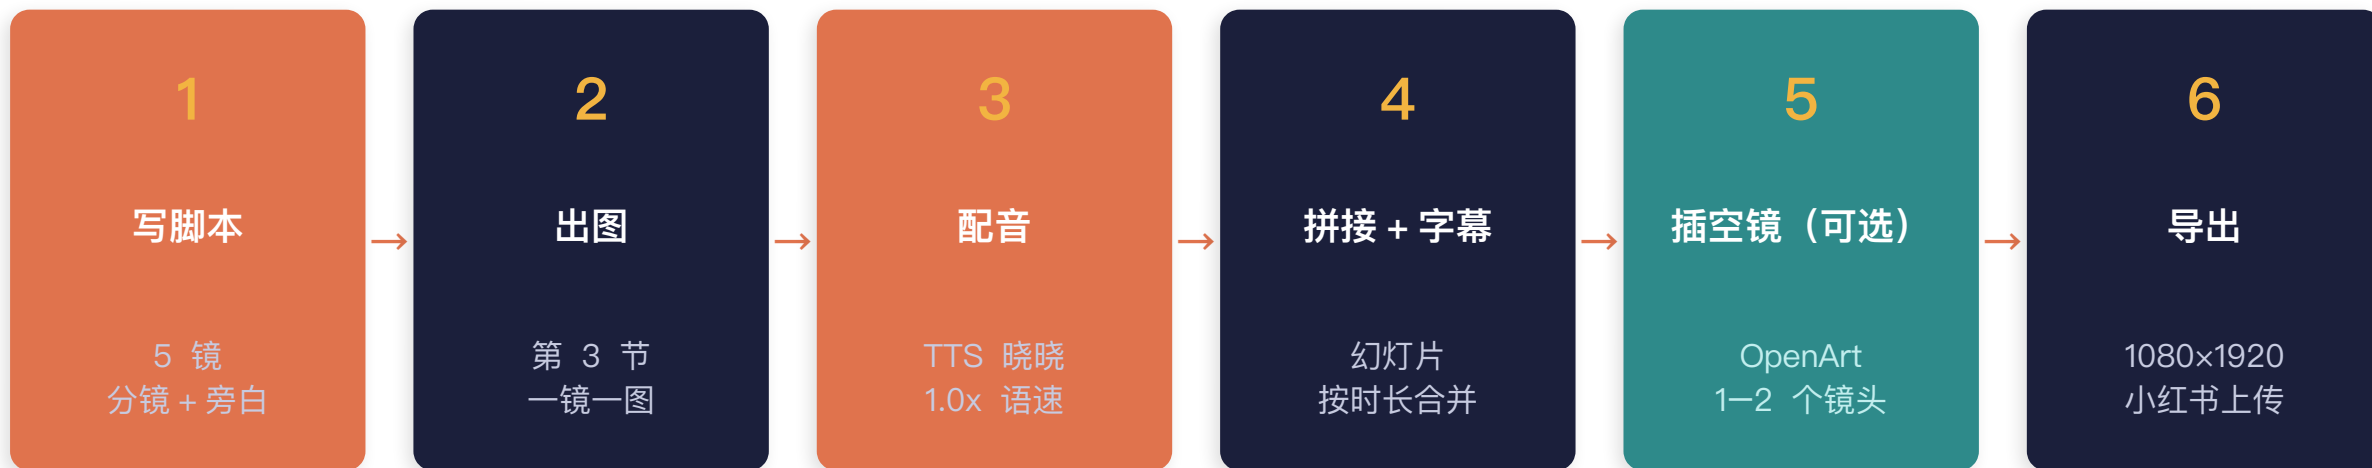 1
写脚本
5 镜
分镜 + 旁白
→
2
出图
第 3 节
一镜一图
→
3
配音
TTS 晓晓
1.0x 语速
→
4
拼接 + 字幕
幻灯片
按时长合并
→
5
插空镜（可选）
OpenArt
1–2 个镜头
→
6
导出
1080×1920
小红书上传